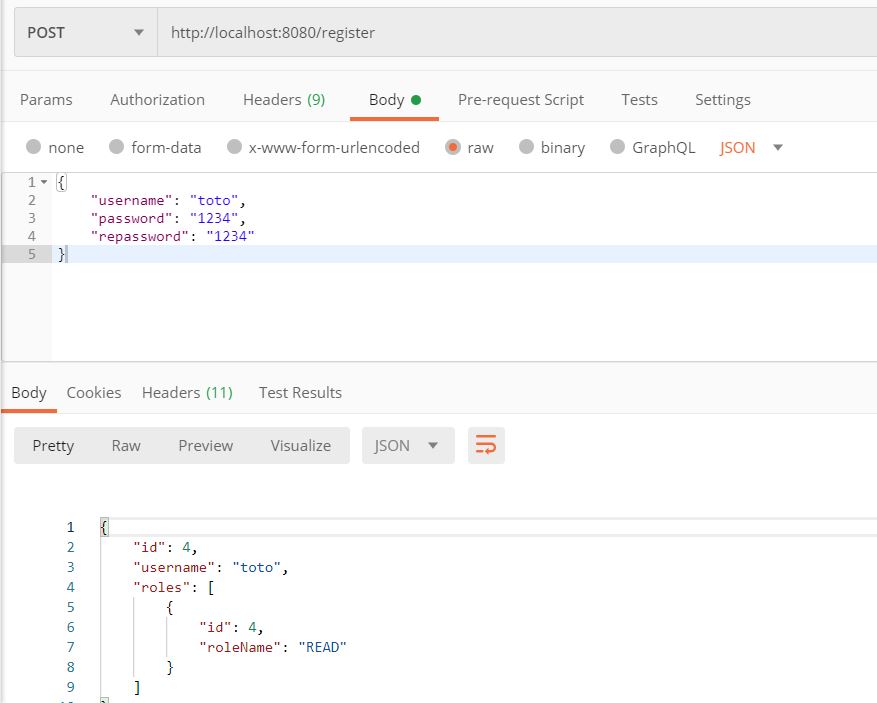 POST http://localhost:8080/register
Params Authorization Headers (9) Body Pre-request Script Tests Settings
none form-data x-www-form-urlencoded raw binary GraphQL JSON
1 {
2 "username": "toto",
3 "password": "1234",
4 "repassword": "1234"
5 }
Body Cookies Headers (11) Test Results
Pretty Raw Preview Visualize JSON
1 {
2 "id": 4,
3 "username": "toto",
4 "roles": [
5 {
6 "id": 4,
7 "roleName": "READ"
8 }
9 ]